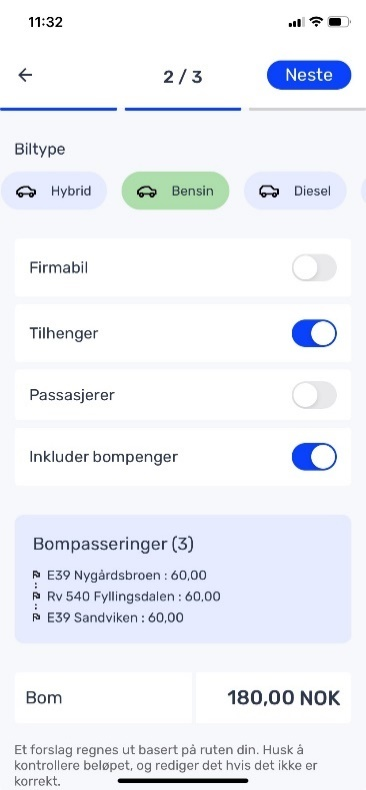 11:32
2 / 3
Neste
Biltype
Hybrid
Bensin
Diesel
Firmabil
Tilhenger
Passasjerer
Inkluder bompenger
Bompasseringer (3)
E39 Nygårdsbroen : 60,00
Rv 540 Fyllingsdalen : 60,00
E39 Sandviken : 60,00
Bom
180,00 NOK
Et forslag regnes ut basert på ruten din. Husk å
kontrollere beløpet, og rediger det hvis det ikke er
korrekt.